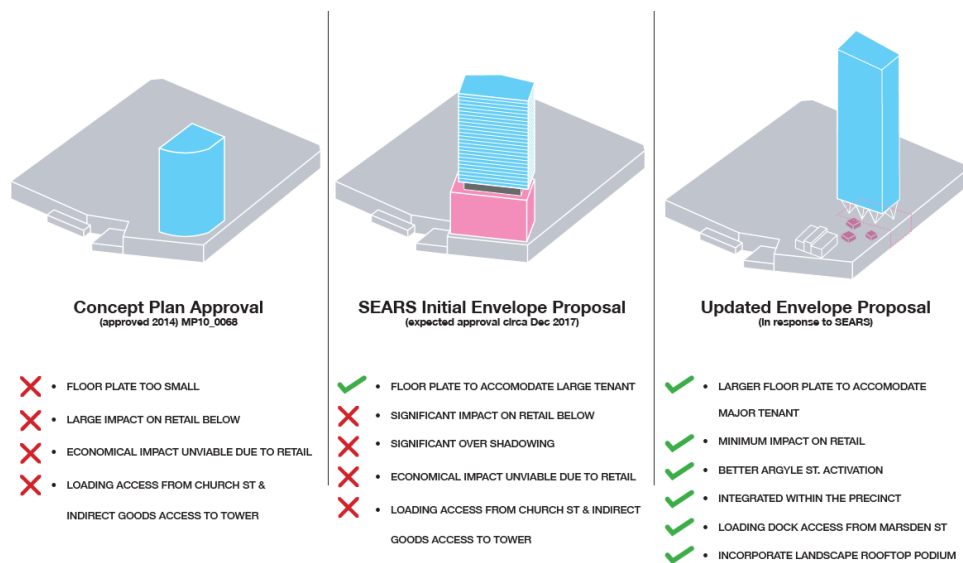 Concept Plan Approval
(approved 2014) MP10_0068
• FLOOR PLATE TOO SMALL
• LARGE IMPACT ON RETAIL BELOW
• ECONOMICAL IMPACT UNVIABLE DUE TO RETAIL
• LOADING ACCESS FROM CHURCH ST &
INDIRECT GOODS ACCESS TO TOWER
SEARS Initial Envelope Proposal
(expected approval circa Dec 2017)
• FLOOR PLATE TO ACCOMODATE LARGE TENANT
• SIGNIFICANT IMPACT ON RETAIL BELOW
• SIGNIFICANT OVER SHADOWING
• ECONOMICAL IMPACT UNVIABLE DUE TO RETAIL
• LOADING ACCESS FROM CHURCH ST & INDIRECT
GOODS ACCESS TO TOWER
Updated Envelope Proposal
(in response to SEARS)
• LARGER FLOOR PLATE TO ACCOMODATE
MAJOR TENANT
• MINIMUM IMPACT ON RETAIL
• BETTER ARGYLE ST. ACTIVATION
• INTEGRATED WITHIN THE PRECINCT
• LOADING DOCK ACCESS FROM MARSDEN ST
• INCORPORATE LANDSCAPE ROOFTOP PODIUM